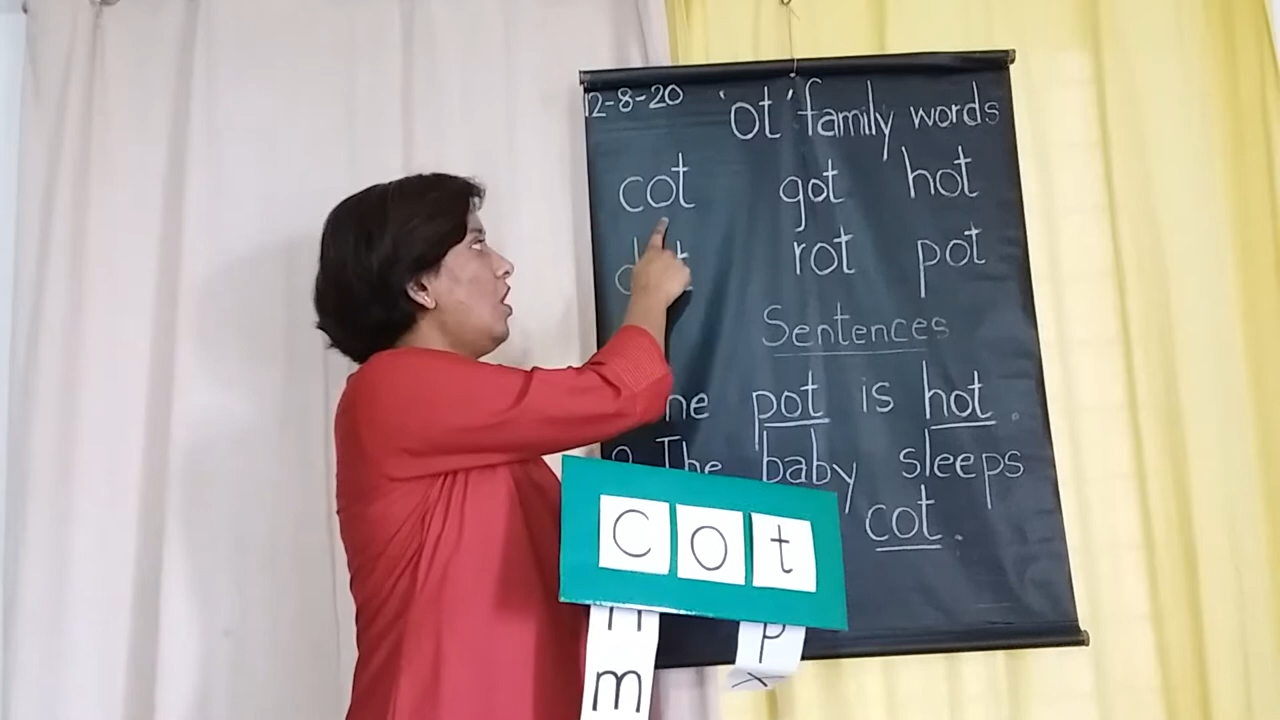 12-8-20 'ot' family words
cot got hot
rot pot
Sentences
pot is hot.
The baby sleeps
cot.
c o t
m p